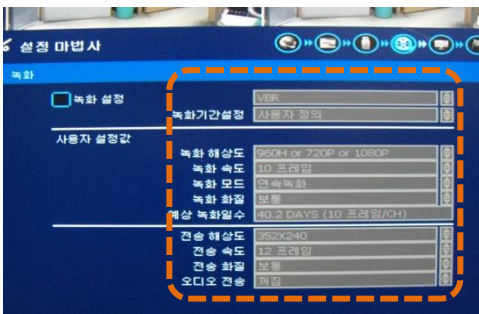 설정 마법사
녹화
녹화 설정
VBR
녹화기간설정 사용자 정의
사용자 설정값
녹화 해상도 960H or 720P or 1080P
녹화 속도 10 프레임
녹화 모드 연속녹화
녹화 화질 보통
예상 녹화일수 40.2 DAYS (10 프레임/CH)
전송 해상도 352X240
전송 속도 12 프레임
전송 화질 보통
오디오 전송 꺼짐